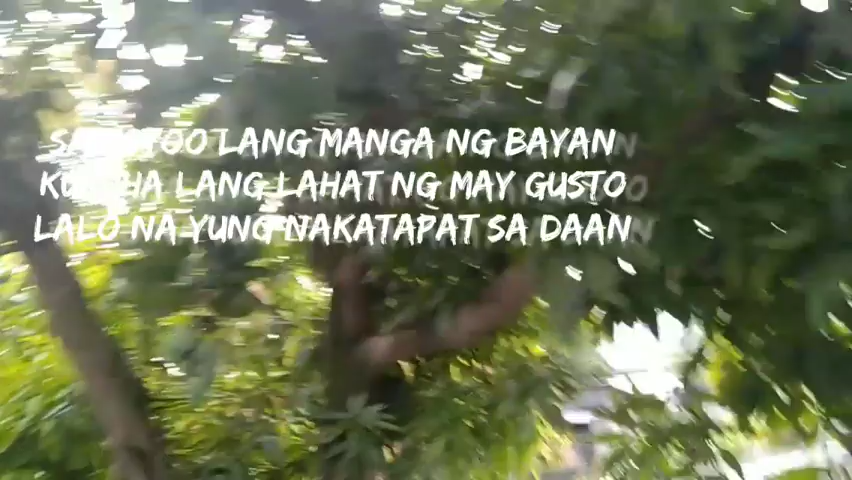 LANG MANGA NG BAYAN
LANG LAHAT NG MAY GUSTO
LALO NA YUNG NAKATAPAT SA DAAN